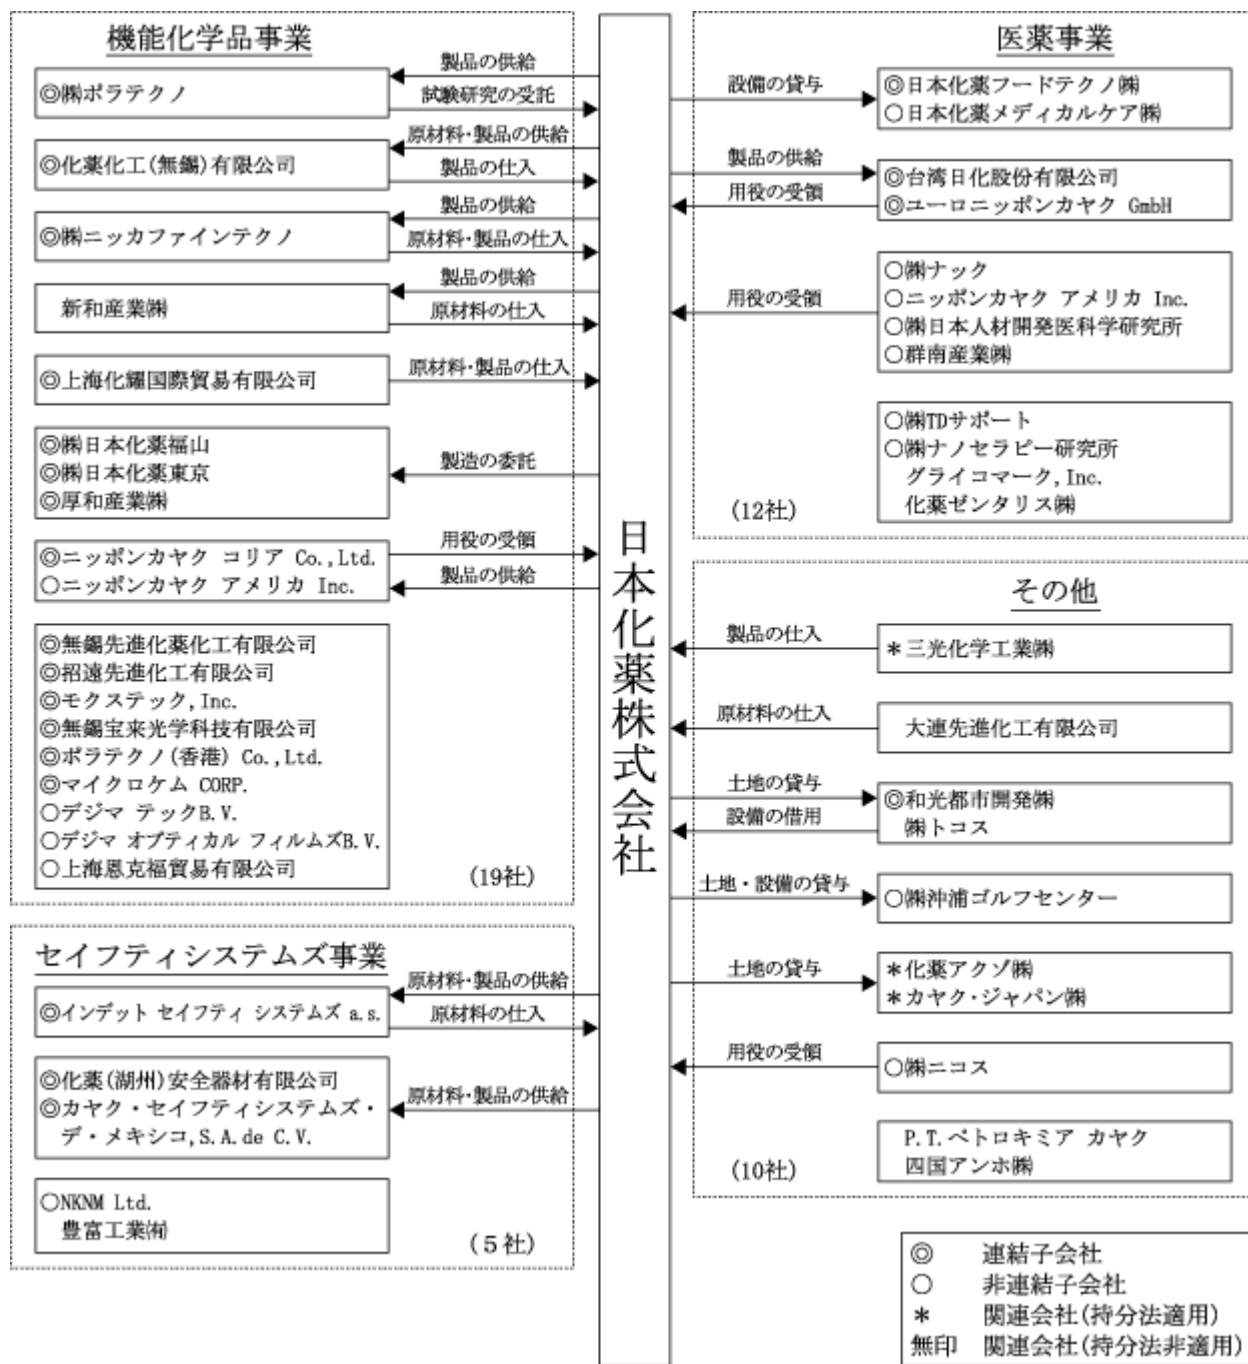 機能化学品事業
製品の供給
◎㈱ポラテクノ
試験研究の受託
原材料・製品の供給
◎化薬化工(無錫)有限公司
製品の仕入
製品の供給
◎㈱ニッカファインテクノ
原材料・製品の仕入
製品の供給
新和産業㈱
原材料の仕入
◎上海化耀国際貿易有限公司
原材料・製品の仕入
◎㈱日本化薬福山
◎㈱日本化薬東京
◎厚和産業㈱
製造の委託
用役の受領
◎ニッポンカヤク コリア Co.,Ltd.
○ニッポンカヤク アメリカ Inc.
製品の供給
◎無錫先進化薬化工有限公司
◎招遠先進化工有限公司
◎モクステック,Inc.
◎無錫宝来光学科技有限公司
◎ポラテクノ(香港) Co.,Ltd.
◎マイクロケム CORP.
○デジマ テックB.V.
○デジマ オプティカル フィルムズB.V.
○上海恩克福貿易有限公司
(19社)
セイフティシステムズ事業
原材料・製品の供給
◎インデット セイフティ システムズ a.s.
原材料の仕入
◎化薬(湖州)安全器材有限公司
◎カヤク・セイフティシステムズ・
デ・メキシコ,S.A.de C.V.
原材料・製品の供給
○NKNM Ltd.
豊富工業㈲
(5社)
日本化薬株式会社
医薬事業
設備の貸与
◎日本化薬フードテクノ㈱
○日本化薬メディカルケア㈱
製品の供給
◎台湾日化股份有限公司
用役の受領
◎ユーロニッポンカヤク GmbH
○㈱ナック
用役の受領
○ニッポンカヤク アメリカ Inc.
○㈱日本人材開発医科学研究所
○群南産業㈱
○㈱TDサポート
○㈱ナノセラピー研究所
グライコマーク,Inc.
化薬ゼンタリス㈱
(12社)
その他
製品の仕入
＊三光化学工業㈱
原材料の仕入
大連先進化工有限公司
土地の貸与
◎和光都市開発㈱
設備の借用
㈱トコス
土地・設備の貸与
○㈱沖浦ゴルフセンター
土地の貸与
＊化薬アクゾ㈱
＊カヤク・ジャパン㈱
用役の受領
○㈱ニコス
P.T.ペトロキミア カヤク
四国アンホ㈱
(10社)
◎ 連結子会社
○ 非連結子会社
＊ 関連会社(持分法適用)
無印 関連会社(持分法非適用)